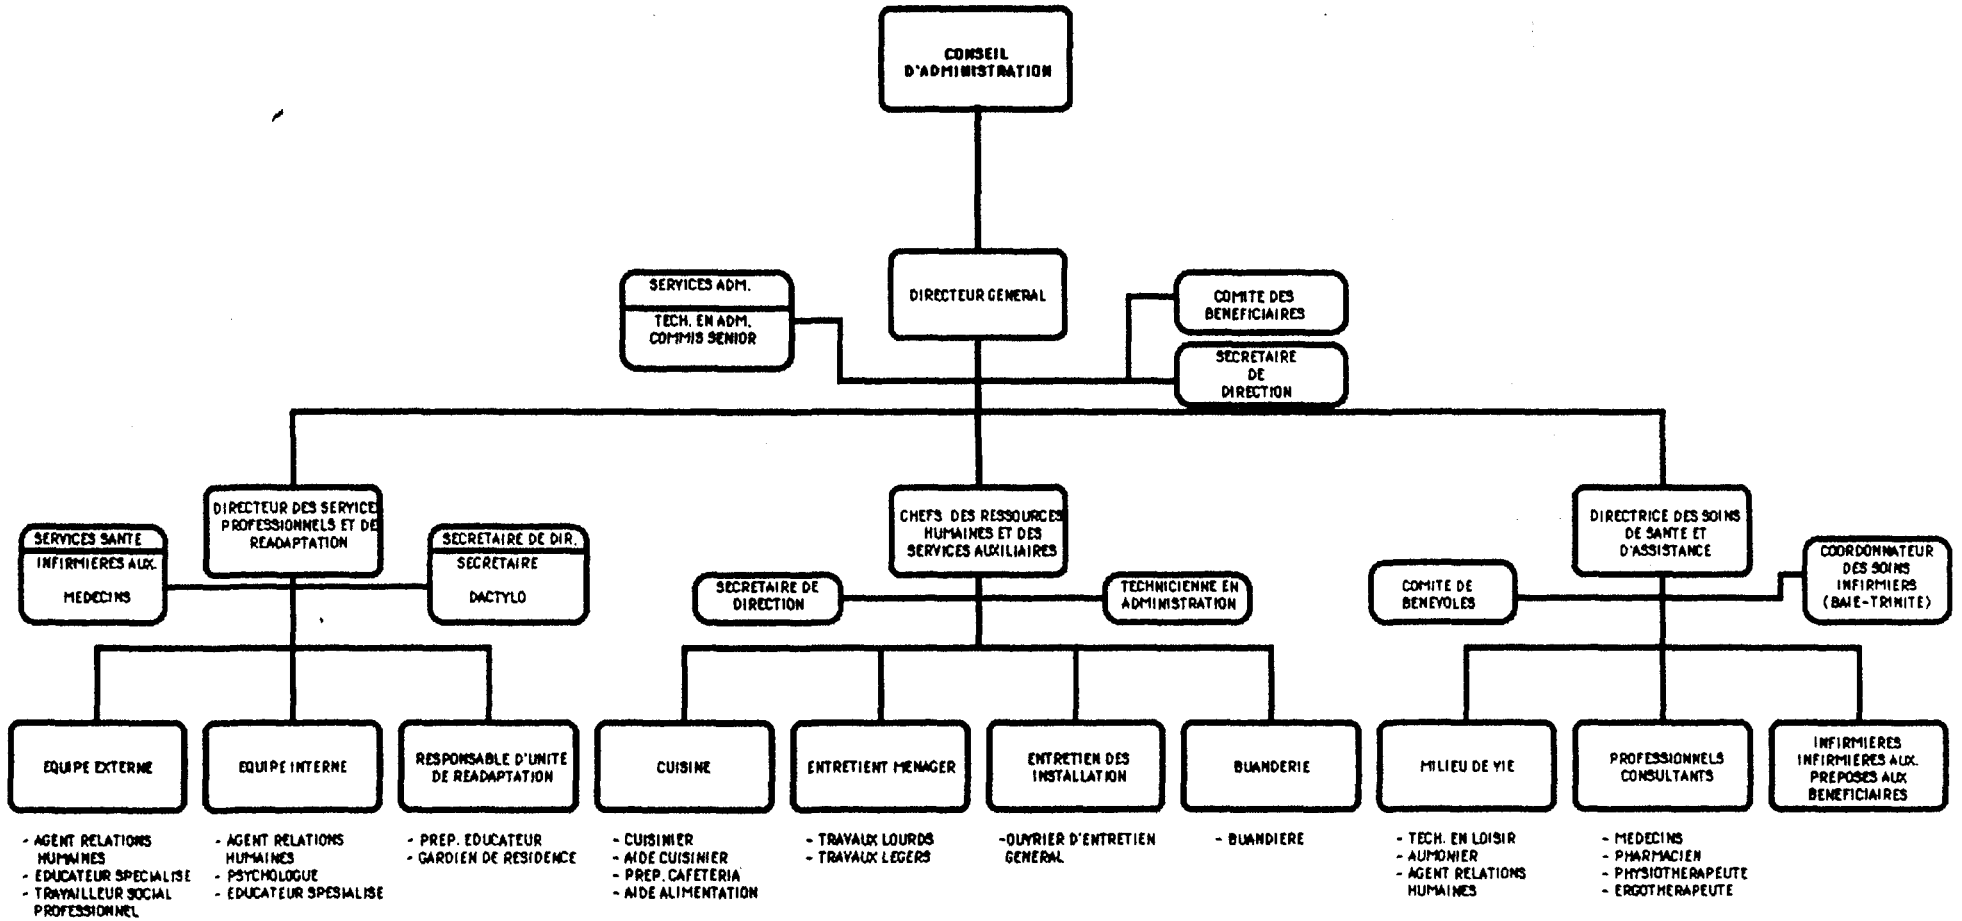 CONSEIL
D'ADMINISTRATION
SERVICES ADM.
TECH. EN ADM.
COMMIS SENIOR
DIRECTEUR GENERAL
COMITE DES
BENEFICIAIRES
SECRETAIRE
DE
DIRECTION
DIRECTEUR DES SERVICES
PROFESSIONNELS ET DE
READAPTATION
SERVICES SANTE
INFIRMIERES AUX.
MEDECINS
SECRETAIRE DE DIR.
SECRETAIRE
DACTYLO
CHEFS DES RESSOURCES
HUMAINES ET DES
SERVICES AUXILIAIRES
SECRETAIRE DE
DIRECTION
TECHNICIENNE EN
ADMINISTRATION
DIRECTRICE DES SOINS
DE SANTE ET
D'ASSISTANCE
COMITE DE
BENEVOLES
COORDONNATEUR
DES SOINS
INFIRMIERS
(BAIE-TRINITE)
EQUIPE EXTERNE
EQUIPE INTERNE
RESPONSABLE D'UNITE
DE READAPTATION
CUISINE
ENTRETIENT MENAGER
ENTRETIEN DES
INSTALLATION
BUANDERIE
MILIEU DE VIE
PROFESSIONNELS
CONSULTANTS
INFIRMIERES
INFIRMIERES AUX.
PREPOSES AUX
BENEFICIAIRES
- AGENT RELATIONS
HUMAINES
- EDUCATEUR SPECIALISE
- TRAVAILLEUR SOCIAL
PROFESSIONNEL
- AGENT RELATIONS
HUMAINES
- PSYCHOLOGUE
- EDUCATEUR SPESIALISE
- PREP. EDUCATEUR
- GARDIEN DE RESIDENCE
- CUISINIER
- AIDE CUISINIER
- PREP. CAFETERIA
- AIDE ALIMENTATION
- TRAVAUX LOURDS
- TRAVAUX LEGERS
-OUVRIER D'ENTRETIEN
GENERAL
- BUANDIERE
- TECH. EN LOISIR
- AUMONIER
- AGENT RELATIONS
HUMAINES
- MEDECINS
- PHARMACIEN
- PHYSIOTHERAPEUTE
- ERGOTHERAPEUTE